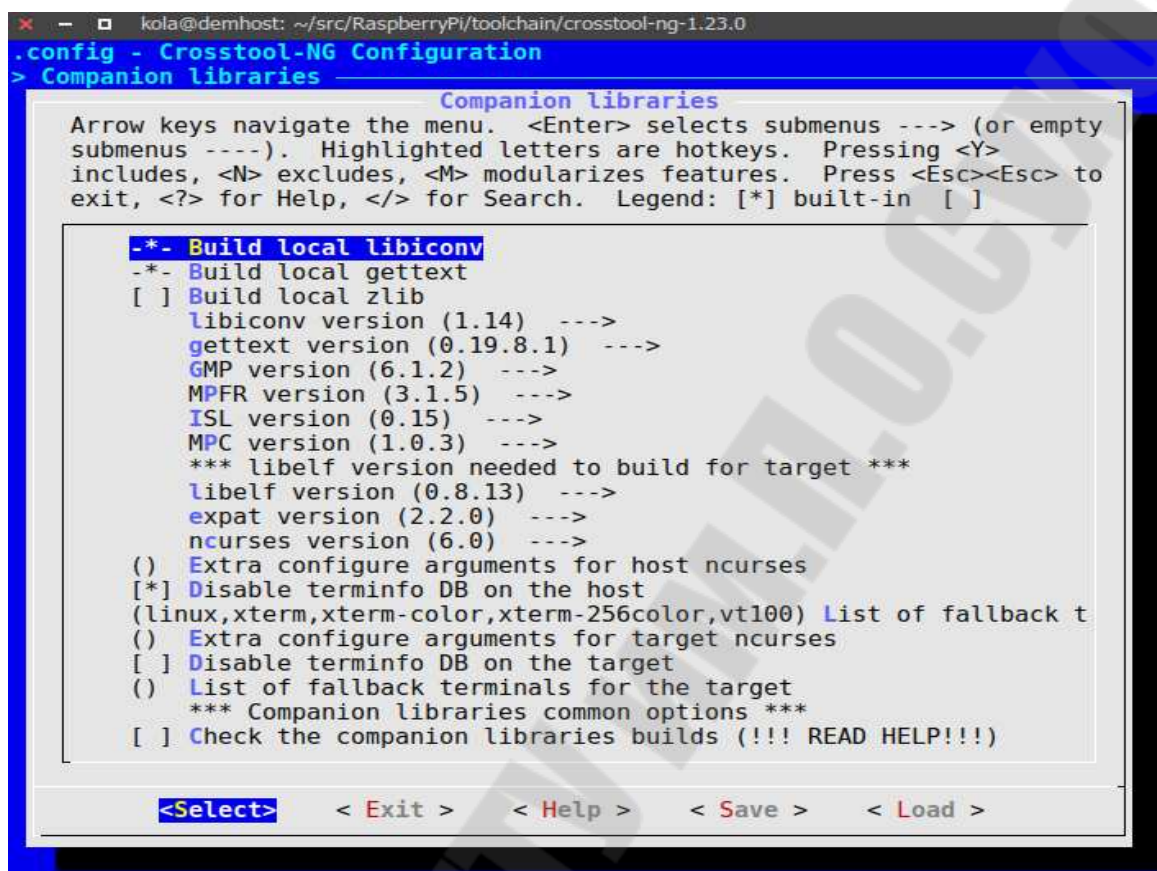 kola@demhost: ~/src/RaspberryPi/toolchain/crosstool-ng-1.23.0
.config - Crosstool-NG Configuration
> Companion libraries
Companion libraries
Arrow keys navigate the menu.  <Enter> selects submenus ---> (or empty
submenus ----).  Highlighted letters are hotkeys.  Pressing <Y>
includes, <N> excludes, <M> modularizes features.  Press <Esc><Esc> to
exit, <?> for Help, </> for Search.  Legend: [*] built-in  [ ]
-*- Build local libiconv
-*- Build local gettext
[ ] Build local zlib
libiconv version (1.14)  --->
gettext version (0.19.8.1)  --->
GMP version (6.1.2)  --->
MPFR version (3.1.5)  --->
ISL version (0.15)  --->
MPC version (1.0.3)  --->
*** libelf version needed to build for target ***
libelf version (0.8.13)  --->
expat version (2.2.0)  --->
ncurses version (6.0)  --->
()  Extra configure arguments for host ncurses
[*] Disable terminfo DB on the host
(linux,xterm,xterm-color,xterm-256color,vt100) List of fallback t
()  Extra configure arguments for target ncurses
[ ] Disable terminfo DB on the target
()  List of fallback terminals for the target
*** Companion libraries common options ***
[ ] Check the companion libraries builds (!!! READ HELP!!!)
<Select>    < Exit >    < Help >    < Save >    < Load >